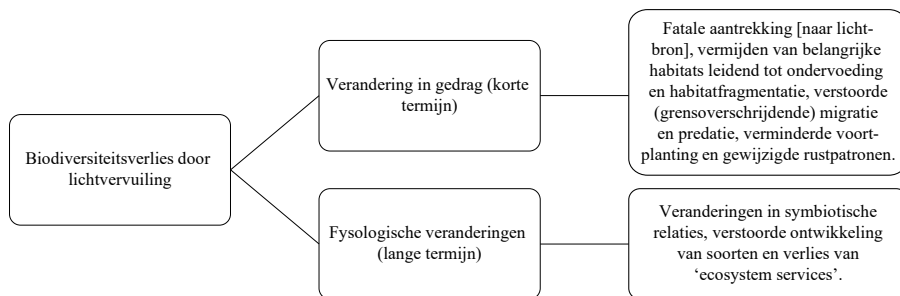 Biodiversiteitsverlies door
lichtvervuiling
Verandering in gedrag (korte
termijn)
Fatale aantrekking [naar licht-
bron], vermijden van belangrijke
habitats leidend tot ondervoeding
en habitatfragmentatie, verstoorde
(grensoverschrijdende) migratie
en predatie, verminderde voort-
planting en gewijzigde rustpatronen.
Fysologische veranderingen
(lange termijn)
Veranderingen in symbiotische
relaties, verstoorde ontwikkeling
van soorten en verlies van
‘ecosystem services’.